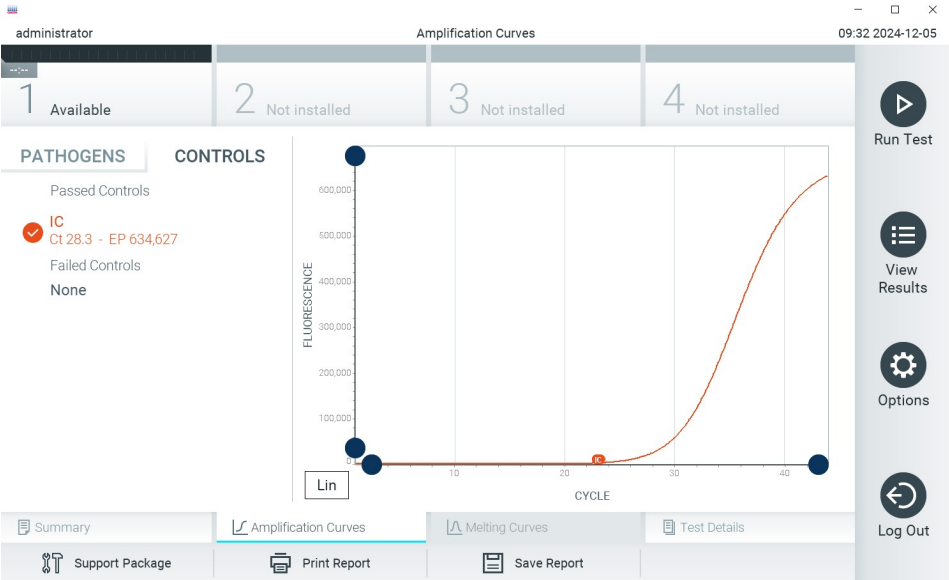 administrator
Amplification Curves
09:32 2024-12-05
--:--
1 Available
2 Not installed
3 Not installed
4 Not installed
Run Test
View
Results
Options
Log Out
PATHOGENS
CONTROLS
Passed Controls
IC
Ct 28.3 - EP 634,627
Failed Controls
None
FLUORESCENCE
600,000
500,000
400,000
300,000
200,000
100,000
0
IC
10
20
30
40
CYCLE
Lin
Summary
Amplification Curves
Melting Curves
Test Details
Support Package
Print Report
Save Report